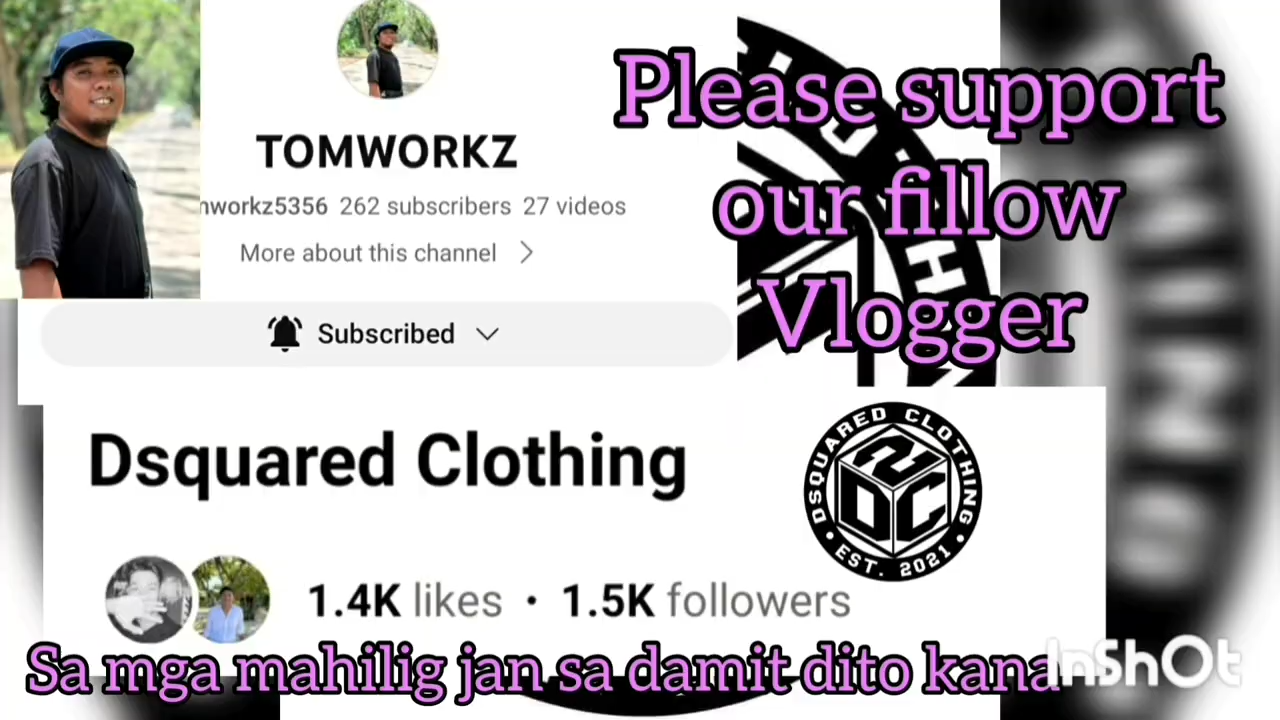 TOMWORKZ
nworkz5356 262 subscribers 27 videos
More about this channel
Subscribed
Please support
our fillow
Vlogger
Dsquared Clothing
DSQUARED CLOTHING
2
DC
EST. 2021
1.4K likes • 1.5K followers
Sa mga mahilig jan sa damit dito kana
InShOt